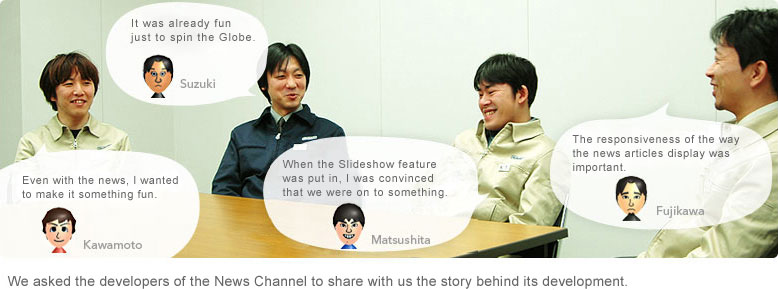 It was already fun
just to spin the Globe.
Suzuki
Even with the news, I wanted
to make it something fun.
Kawamoto
When the Slideshow feature
was put in, I was convinced
that we were on to something.
Matsushita
The responsiveness of the way
the news articles display was
important.
Fujikawa
We asked the developers of the News Channel to share with us the story behind its development.